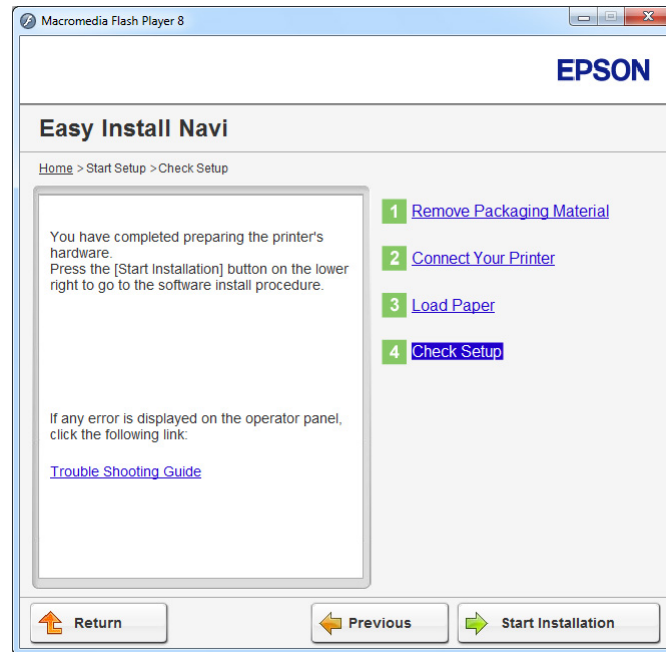 Macromedia Flash Player 8
EPSON
Easy Install Navi
Home > Start Setup >Check Setup
You have completed preparing the printer's
hardware.
Press the [Start Installation] button on the lower
right to go to the software install procedure.
If any error is displayed on the operator panel,
click the following link:
Trouble Shooting Guide
1 Remove Packaging Material
2 Connect Your Printer
3 Load Paper
4 Check Setup
Return
Previous
Start Installation